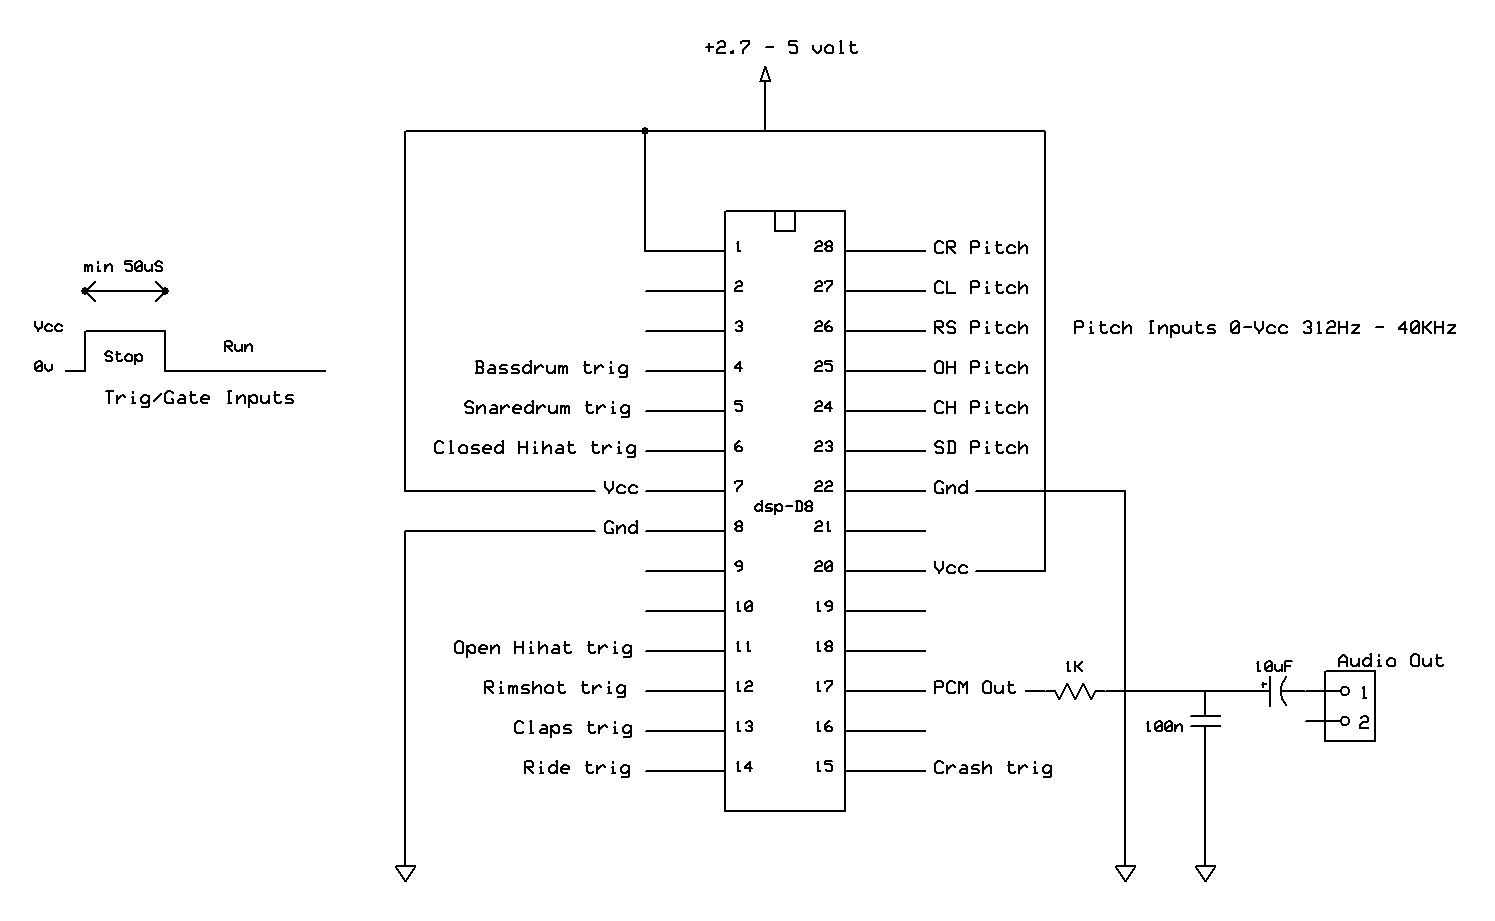 +2.7 - 5 volt
min 50uS
Vcc
Stop
Run
0v
Trig/Gate Inputs
1 28 CR Pitch
2 27 CL Pitch
3 26 RS Pitch
Pitch Inputs 0-Vcc 312Hz - 40KHz
Bassdrum trig 4 25 OH Pitch
Snaredrum trig 5 24 CH Pitch
Closed Hihat trig 6 23 SD Pitch
Vcc 7 22 Gnd
dsp-D8
Gnd 8 21
9 20 Vcc
10 19
Open Hihat trig 11 18
Rimshot trig 12 17 PCM Out
1K
10uF
+
Audio Out
1
2
100n
Claps trig 13 16
Ride trig 14 15 Crash trig